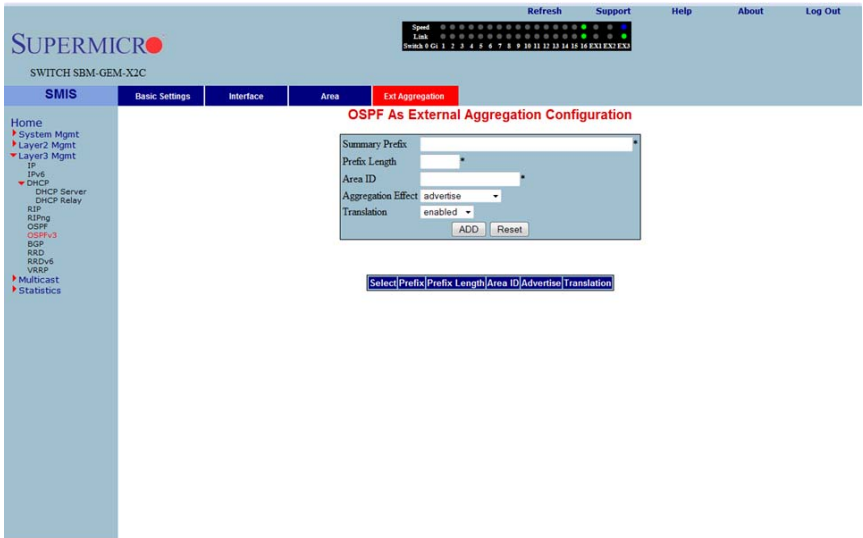 Refresh Support Help About Log Out
Speed
Link
Switch 0 Gi 1 2 3 4 5 6 7 8 9 10 11 12 13 14 15 16 EX1 EX2 EX3
SUPERMICRO
SWITCH SBM-GEM-X2C
SMIS Basic Settings Interface Area Ext Aggregation
Home
System Mgmt
Layer2 Mgmt
Layer3 Mgmt
IP
IPv6
DHCP
DHCP Server
DHCP Relay
RIP
RIPng
OSPF
OSPFv3
BGP
RRD
RRDv6
VRRP
Multicast
Statistics
OSPF As External Aggregation Configuration
Summary Prefix *
Prefix Length *
Area ID *
Aggregation Effect advertise
Translation enabled
ADD Reset
Select Prefix Prefix Length Area ID Advertise Translation